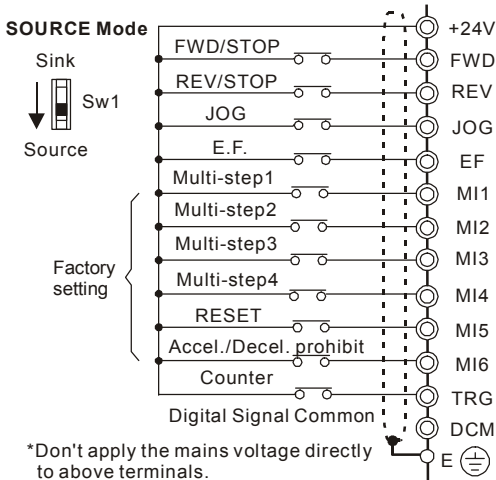 SOURCE Mode
+24V
Sink
FWD/STOP
FWD
Sw1
REV/STOP
REV
JOG
JOG
Source
E.F.
EF
Multi-step1
MI1
Multi-step2
MI2
Multi-step3
MI3
Factory
setting
Multi-step4
MI4
RESET
MI5
Accel./Decel. prohibit
MI6
Counter
TRG
Digital Signal Common
DCM
*Don't apply the mains voltage directly
to above terminals.
E